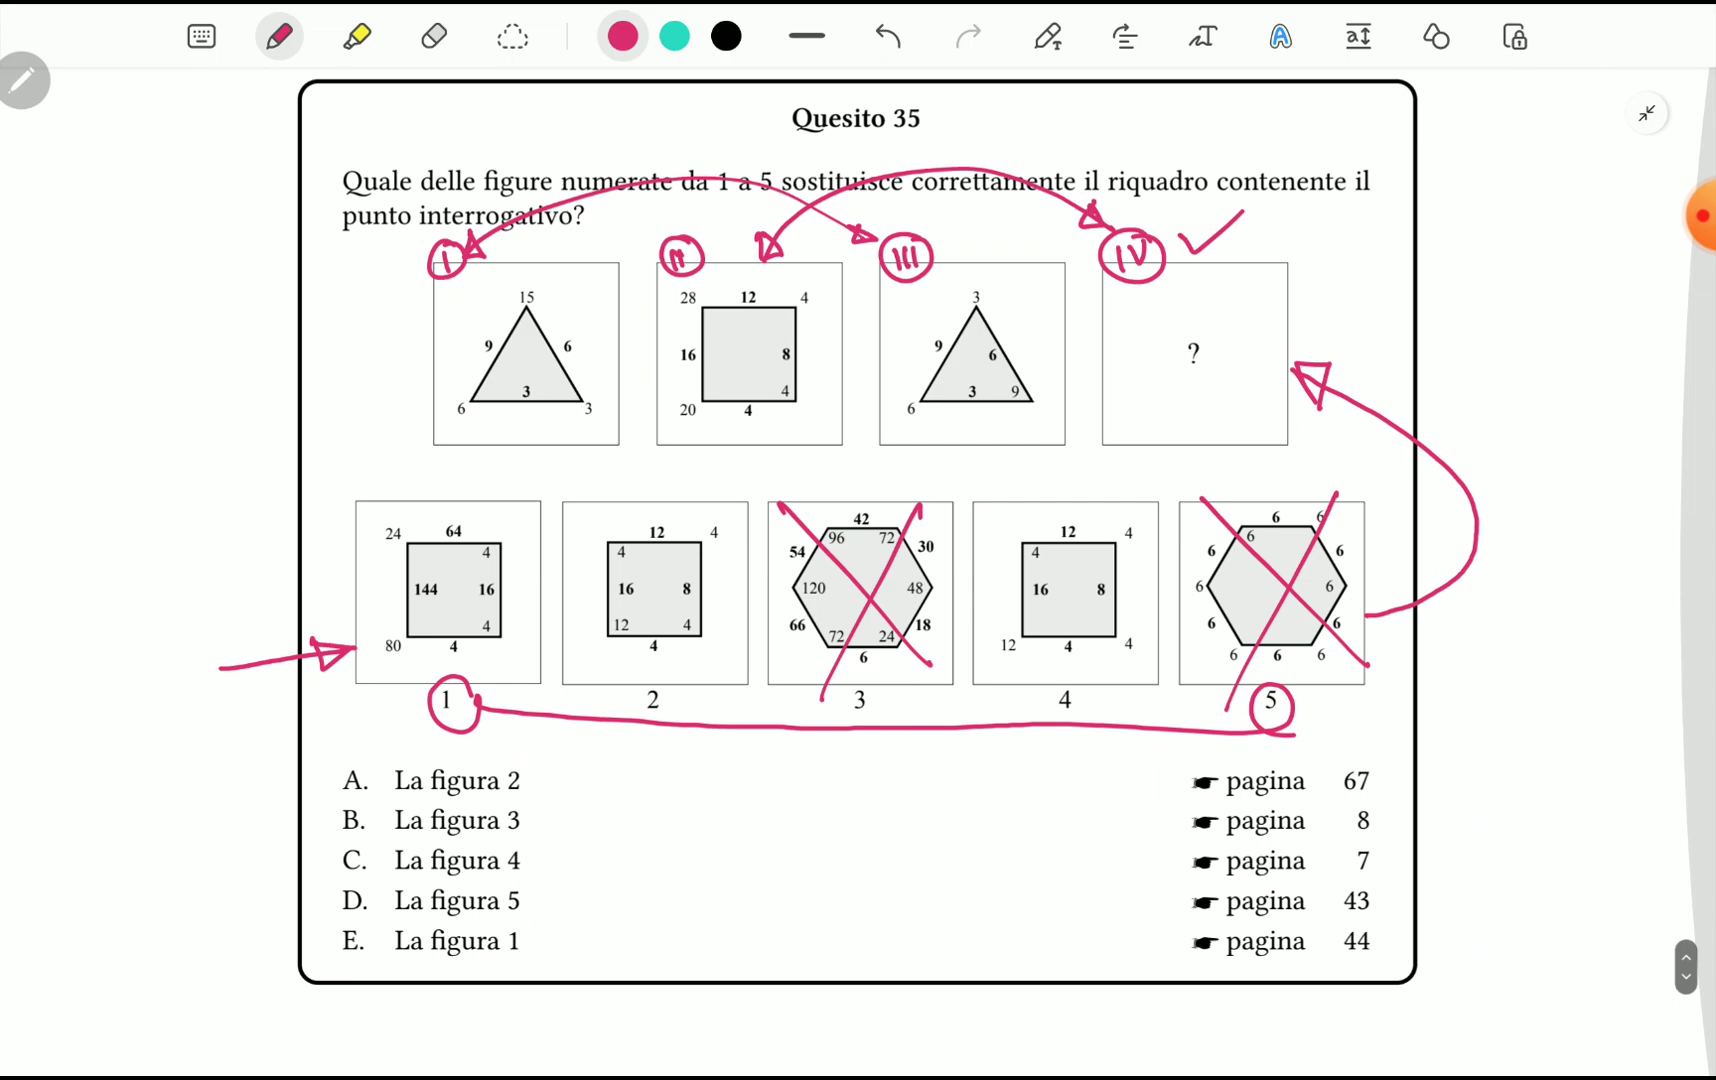 Quesito 35
Quale delle figure numerate da 1 a 5 sostituisce correttamente il riquadro contenente il
punto interrogativo?
I II III IV
15
9 6
3
6 3
28 12 4
16 8
4
20 4
3
9 6
3 9
6
?
24 64
4
144 16
4
80 4
12 4
4
16 8
12 4
4
42
96 72
54 30
120 48
66 18
72 24
6
12 4
4
16 8
12 4 4
6 6
6
6 6
6 6
6 6
6 6 6
1 2 3 4 5
A. La figura 2 ☛ pagina 67
B. La figura 3 ☛ pagina 8
C. La figura 4 ☛ pagina 7
D. La figura 5 ☛ pagina 43
E. La figura 1 ☛ pagina 44